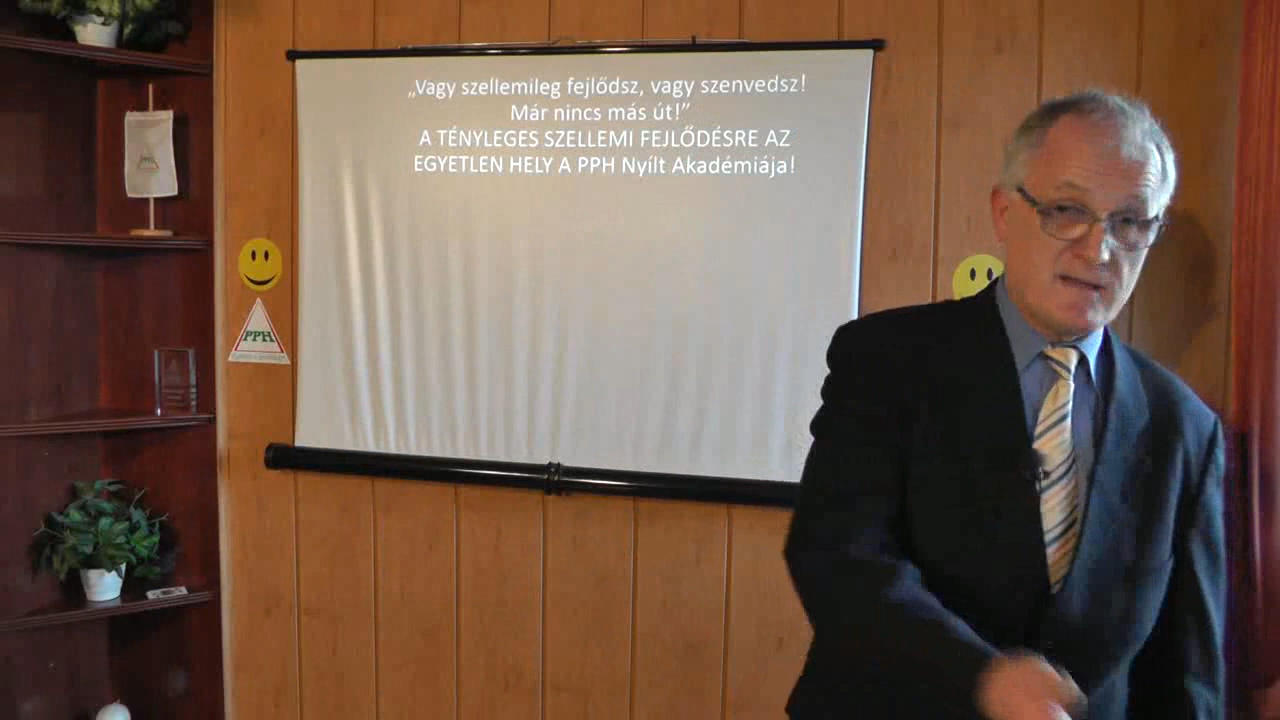 „Vagy szellemileg fejlődsz, vagy szenvedsz!
Már nincs más út!”
A TÉNYLEGES SZELLEMI FEJLŐDÉSRE AZ
EGYETLEN HELY A PPH Nyílt Akadémiája!
PPH
PPH